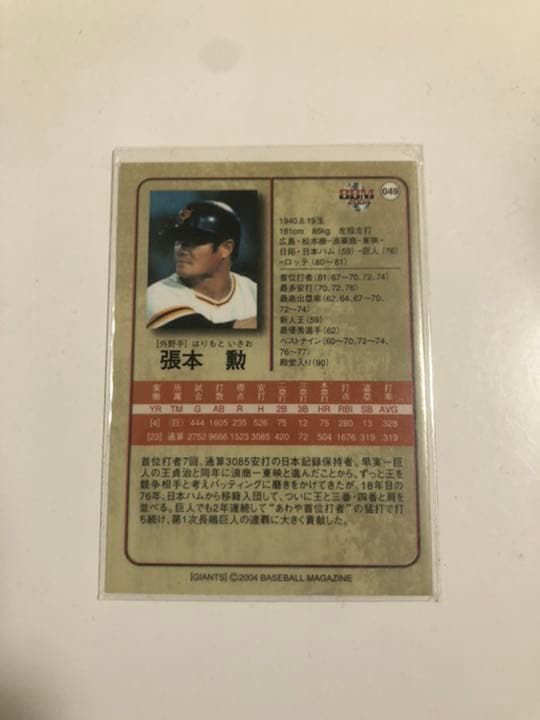 BBM
2004
049
1940.6.19生
181cm 85kg 左投左打
広島・松本商-浪華商-東映-
日拓・日本ハム(59)-巨人(76)
-ロッテ(80~81)
首位打者(61,67~70,72,74)
最多安打(70,72,76)
最高出塁率(62,64,67~70,
72~74)
新人王(59)
最優秀選手(62)
ベストナイン(60~70,72~74,
76~77)
殿堂入り(90)
[外野手] はりもと いさお
張本 勲
実働 所属 試合 打数 得点 安打 二塁打 三塁打 本塁打 打点 盗塁 打率
YR TM G AB R H 2B 3B HR RBI SB AVG
[4] (巨) 444 1605 235 526 75 12 75 280 13 .328
[23] 通算 2752 9666 1523 3085 420 72 504 1676 319 .319
首位打者7回、通算3085安打の日本記録保持者。早実-巨人
の王貞治と同年に浪商-東映と進んだことから、ずっと王を
競争相手と考えバッティングに磨きをかけてきたが、18年目の
76年、日本ハムから移籍入団して、ついに王と三番・四番と肩を
並べる。巨人でも2年連続して“あわや首位打者”の猛打で打
ち続け、第1次長嶋巨人の連覇に大きく貢献した。
[GIANTS] ©2004 BASEBALL MAGAZINE